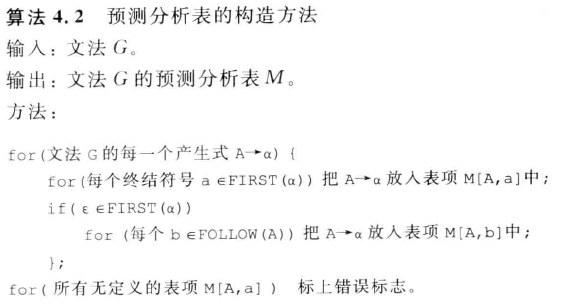 算法 4.2 预测分析表的构造方法
输入：文法 G。
输出：文法 G 的预测分析表 M。
方法：
for(文法 G 的每一个产生式 A→α) {
for(每个终结符号 a∈FIRST(α)) 把 A→α 放入表项 M[A,a]中;
if( ε∈FIRST(α))
for (每个 b∈FOLLOW(A)) 把 A→α 放入表项 M[A,b]中;
};
for( 所有无定义的表项 M[A,a] ) 标上错误标志。